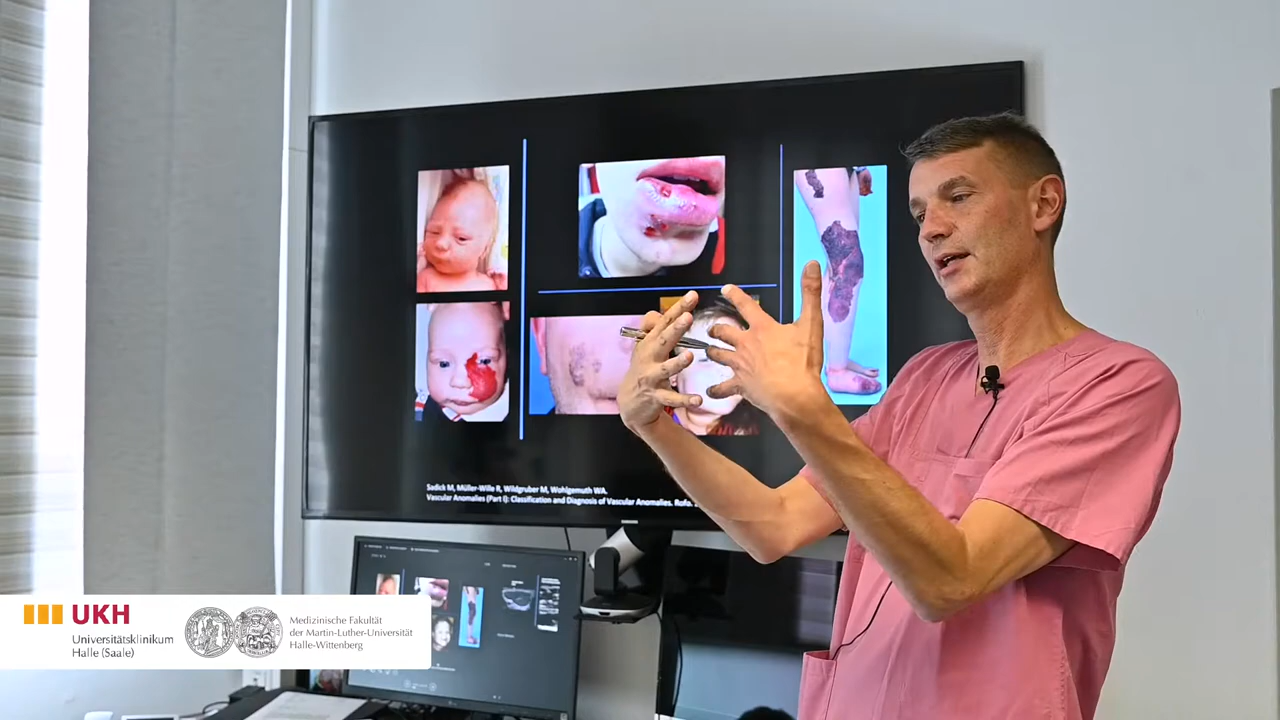 Sadick M, Müller-Wille R, Wildgruber M, Wohlgemuth WA.
Vascular Anomalies (Part I): Classification and Diagnosis of Vascular Anomalies. Rofo.
UKH
Universitätsklinikum
Halle (Saale)
Medizinische Fakultät
der Martin-Luther-Universität
Halle-Wittenberg